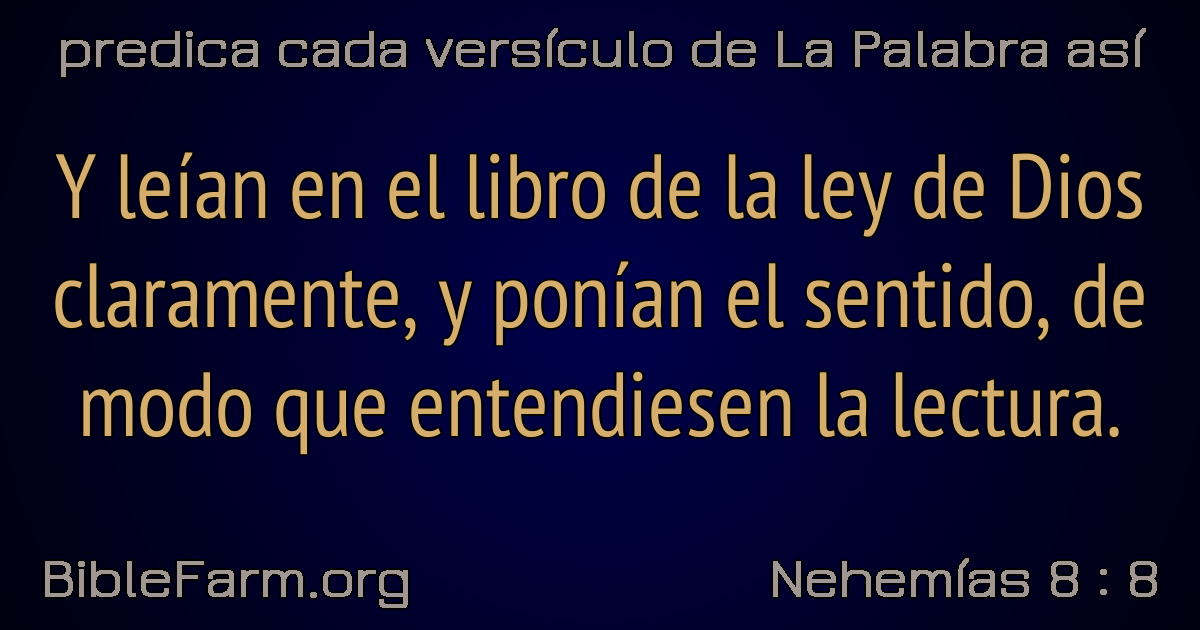 predica cada versículo de La Palabra así
Y leían en el libro de la ley de Dios
claramente, y ponían el sentido, de
modo que entendiesen la lectura.
BibleFarm.org
Nehemías 8 : 8